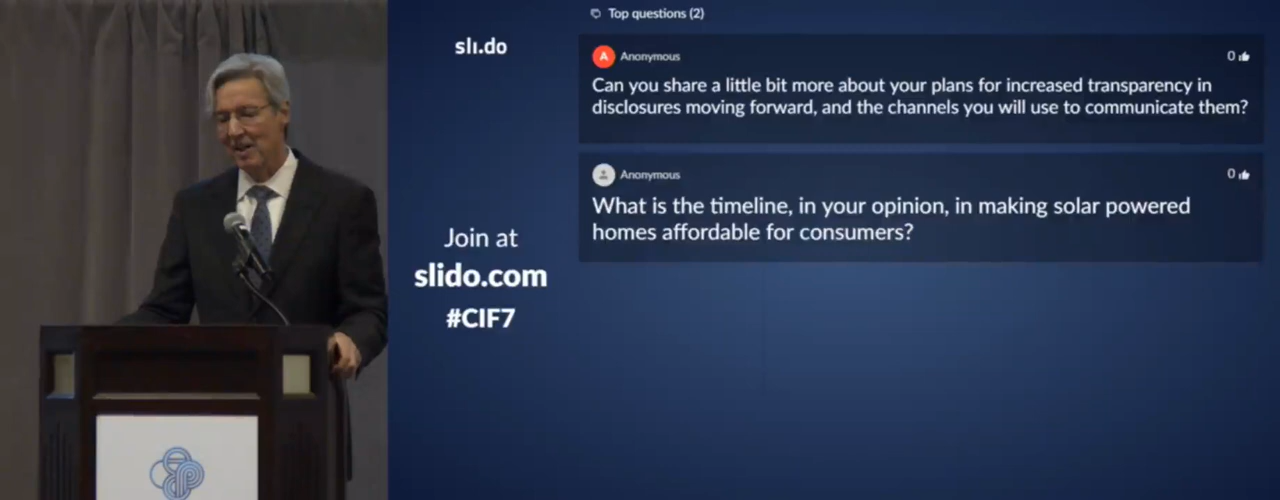 Top questions (2)
sli.do
A Anonymous 0
Can you share a little bit more about your plans for increased transparency in
disclosures moving forward, and the channels you will use to communicate them?
Anonymous 0
What is the timeline, in your opinion, in making solar powered
homes affordable for consumers?
Join at
slido.com
#CIF7